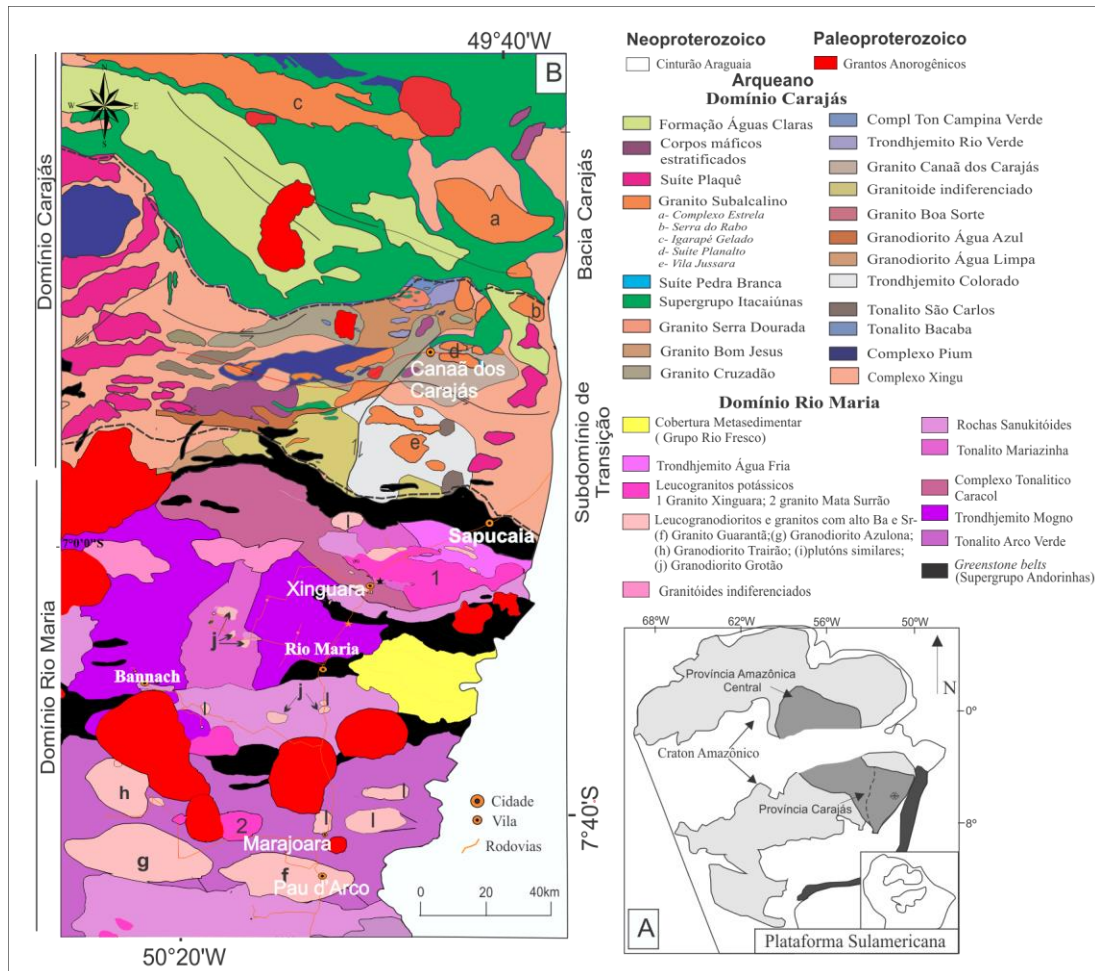 49°40'W
B
N
W
E
S
c
a
b
d
Canaã dos
Carajás
e
Sapucaia
7°0'0"S
1
Xinguara
j
Rio Maria
Bannach
j
l
h
2
Marajoara
g
f
Pau d'Arco
Cidade
Vila
Rodovias
0
20
40km
50°20'W
7°40'S
Domínio Carajás
Domínio Rio Maria
Bacia Carajás
Subdomínio de
Transição
Neoproterozoico
Cinturão Araguaia
Paleoproterozoico
Grantos Anorogênicos
Arqueano
Domínio Carajás
Formação Águas Claras
Corpos máficos
estratificados
Suíte Plaquê
Granito Subalcalino
a- Complexo Estrela
b- Serra do Rabo
c- Igarapé Gelado
d- Suíte Planalto
e- Vila Jussara
Suíte Pedra Branca
Supergrupo Itacaiúnas
Granito Serra Dourada
Granito Bom Jesus
Granito Cruzadão
Compl Ton Campina Verde
Trondhjemito Rio Verde
Granito Canaã dos Carajás
Granitoide indiferenciado
Granito Boa Sorte
Granodiorito Água Azul
Granodiorito Água Limpa
Trondhjemito Colorado
Tonalito São Carlos
Tonalito Bacaba
Complexo Pium
Complexo Xingu
Domínio Rio Maria
Cobertura Metasedimentar
( Grupo Rio Fresco)
Trondhjemito Água Fria
Leucogranitos potássicos
1 Granito Xinguara; 2 granito Mata Surrão
Leucogranodioritos e granitos com alto Ba e Sr-
(f) Granito Guarantã;(g) Granodiorito Azulona;
(h) Granodiorito Trairão; (i)plutóns similares;
(j) Granodiorito Grotão
Granitóides indiferenciados
Rochas Sanukitóides
Tonalito Mariazinha
Complexo Tonalitico
Caracol
Trondhjemito Mogno
Tonalito Arco Verde
Greenstone belts
(Supergrupo Andorinhas)
68°W
62°W
56°W
50°W
N
Província Amazônica
Central
0°
Craton Amazônico
Província Carajás
8°
A
Plataforma Sulamericana